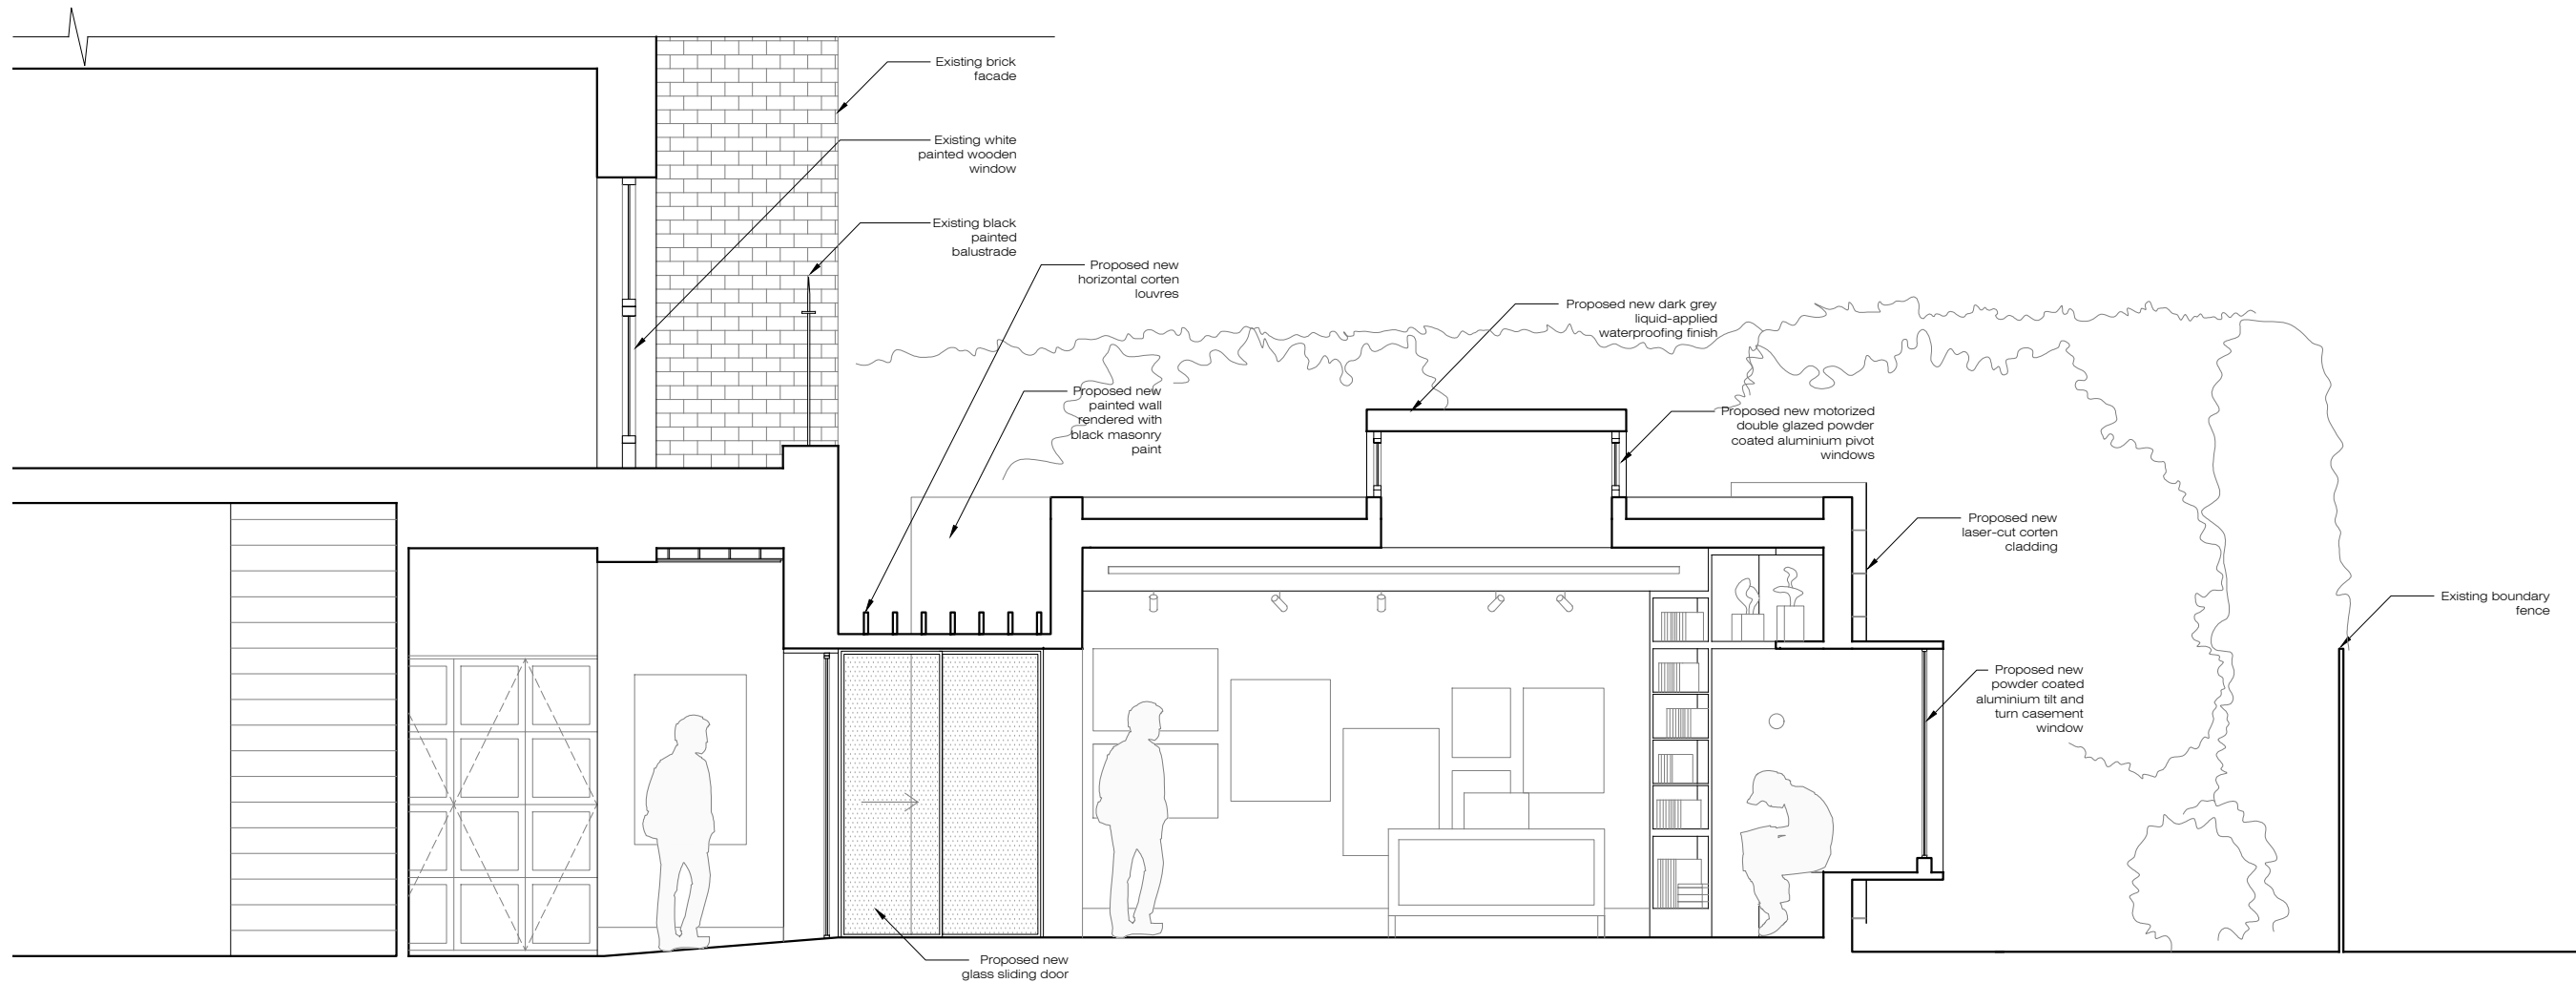 Existing brick
facade
Existing white
painted wooden
window
Existing black
painted
balustrade
Proposed new
horizontal corten
louvres
Proposed new dark grey
liquid-applied
waterproofing finish
Proposed new
painted wall
rendered with
black masonry
paint
Proposed new motorized
double glazed powder
coated aluminium pivot
windows
Proposed new
laser-cut corten
cladding
Existing boundary
fence
Proposed new
powder coated
aluminium tilt and
turn casement
window
Proposed new
glass sliding door